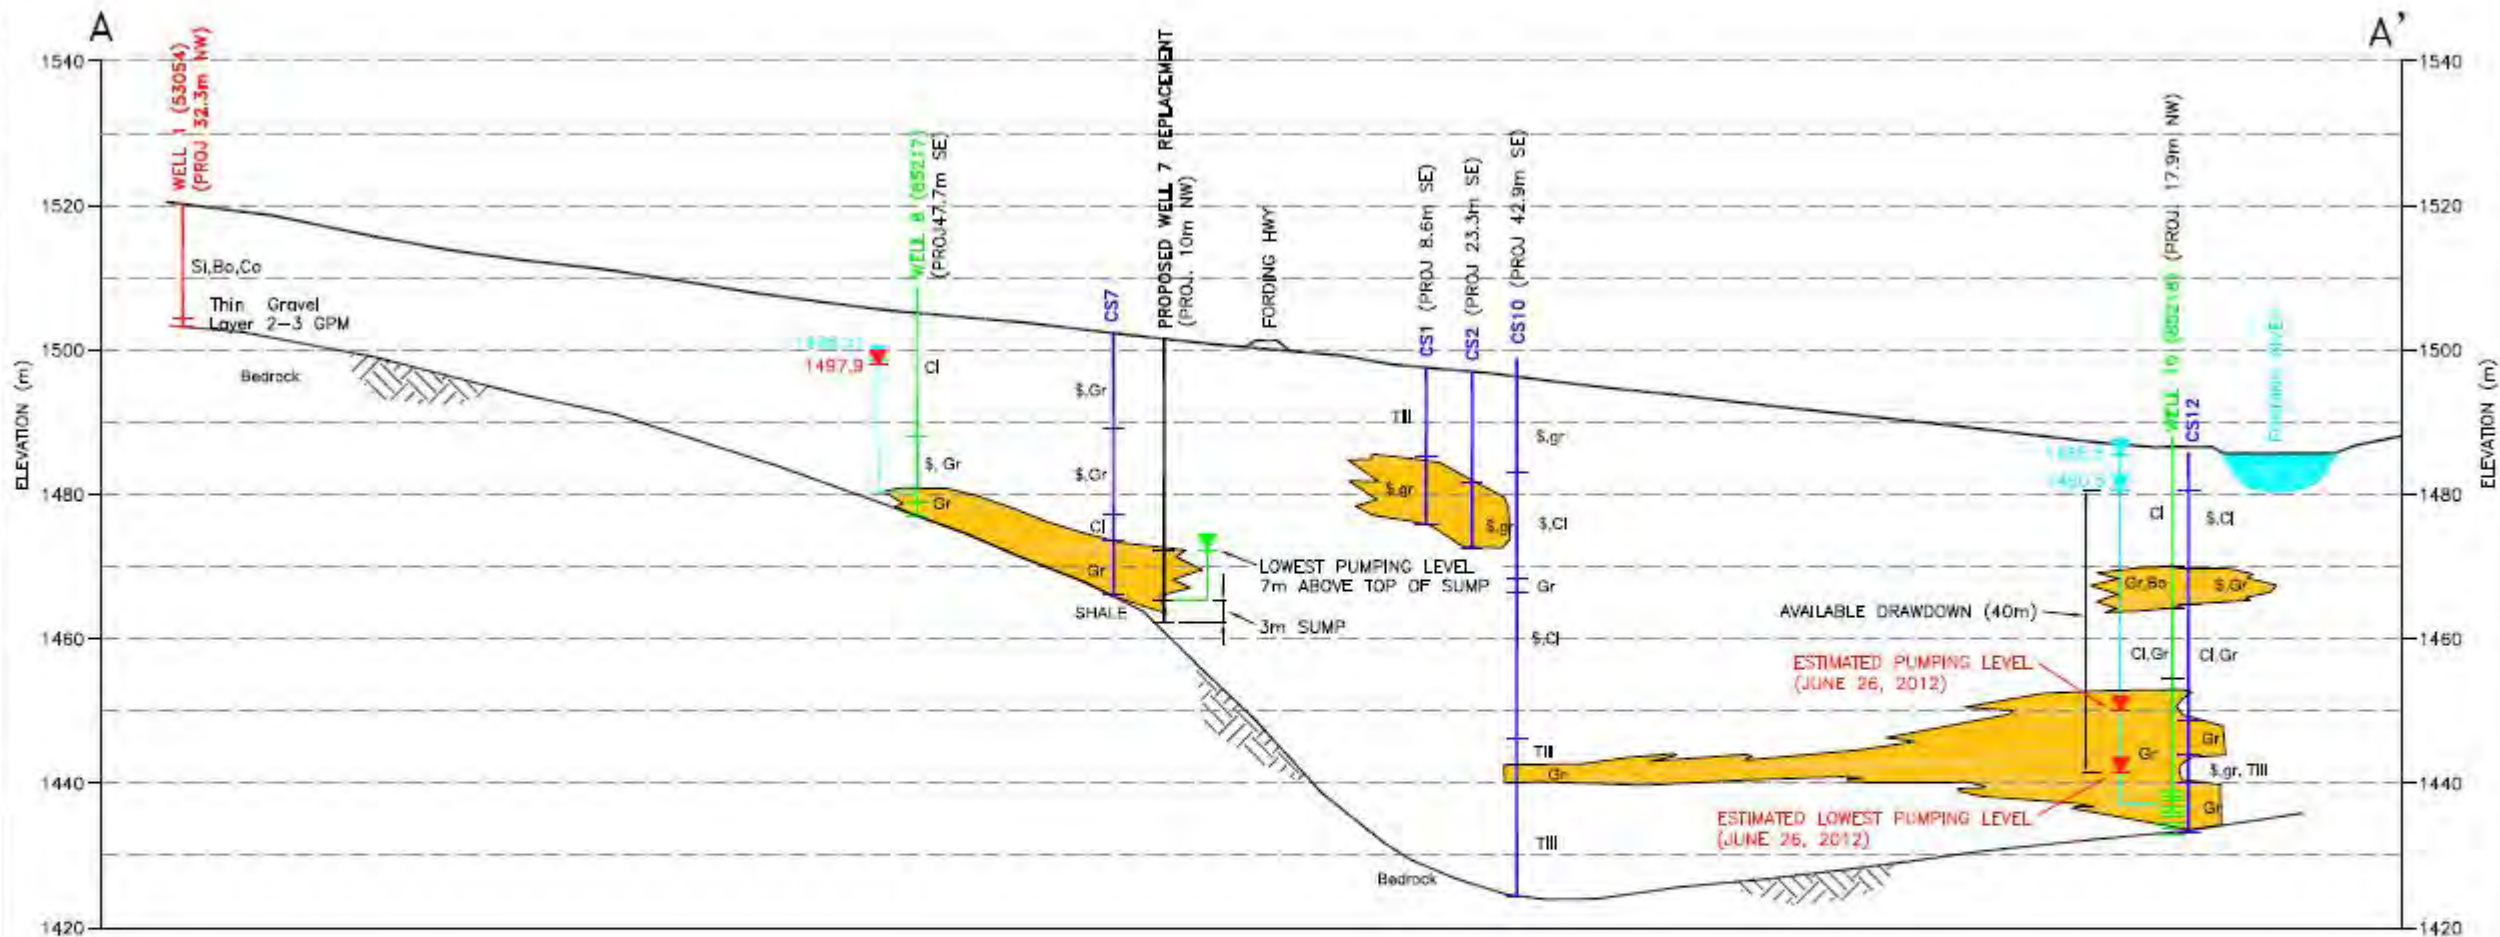 A
A'
1540
1520
1500
1480
1460
1440
1420
ELEVATION (m)
WELL 1 (53054)
(PROJ 32.3m NW)
Si,Bo,Co
Thin Gravel
Layer 2-3 GPM
Bedrock
1497.9
WELL 8 (85217)
(PROJ47.7m SE)
Cl
$, Gr
Gr
CS7
$,Gr
$,Gr
Cl
Gr
SHALE
PROPOSED WELL 7 REPLACEMENT
(PROJ. 10m NW)
LOWEST PUMPING LEVEL
7m ABOVE TOP OF SUMP
3m SUMP
FORDING HWY
CS1 (PROJ 8.6m SE)
CS2 (PROJ 23.3m SE)
CS10 (PROJ 42.9m SE)
Till
$,gr
$,gr
$,gr
$,Cl
Gr
$,Cl
Till
Gr
Till
Bedrock
AVAILABLE DRAWDOWN (40m)
ESTIMATED PUMPING LEVEL
(JUNE 26, 2012)
ESTIMATED LOWEST PUMPING LEVEL
(JUNE 26, 2012)
(PROJ. 17.9m NW)
CS12
Cl
$,Cl
Gr,Bo
$,Gr
Cl,Gr
Cl,Gr
Gr
Gr
$,gr, Till
Gr
1540
1520
1500
1480
1460
1440
1420
ELEVATION (m)